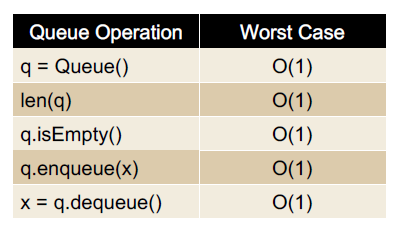 Queue Operation Worst Case
q = Queue() O(1)
len(q) O(1)
q.isEmpty() O(1)
q.enqueue(x) O(1)
x = q.dequeue() O(1)